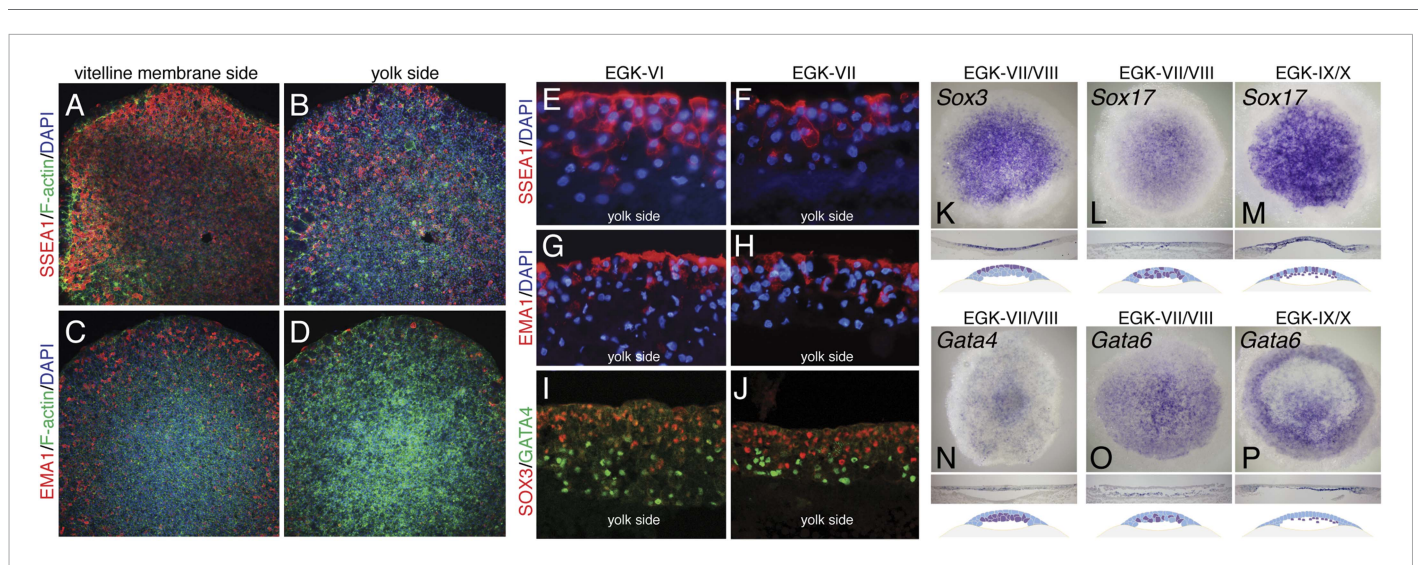 vitelline membrane side
yolk side
SSEA1/F-actin/DAPI
A
B
EMA1/F-actin/DAPI
C
D
EGK-VI
EGK-VII
SSEA1/DAPI
E
F
yolk side
yolk side
EMA1/DAPI
G
H
yolk side
yolk side
SOX3/GATA4
I
J
yolk side
yolk side
EGK-VII/VIII
EGK-VII/VIII
EGK-IX/X
Sox3
Sox17
Sox17
K
L
M
EGK-VII/VIII
EGK-VII/VIII
EGK-IX/X
Gata4
Gata6
Gata6
N
O
P